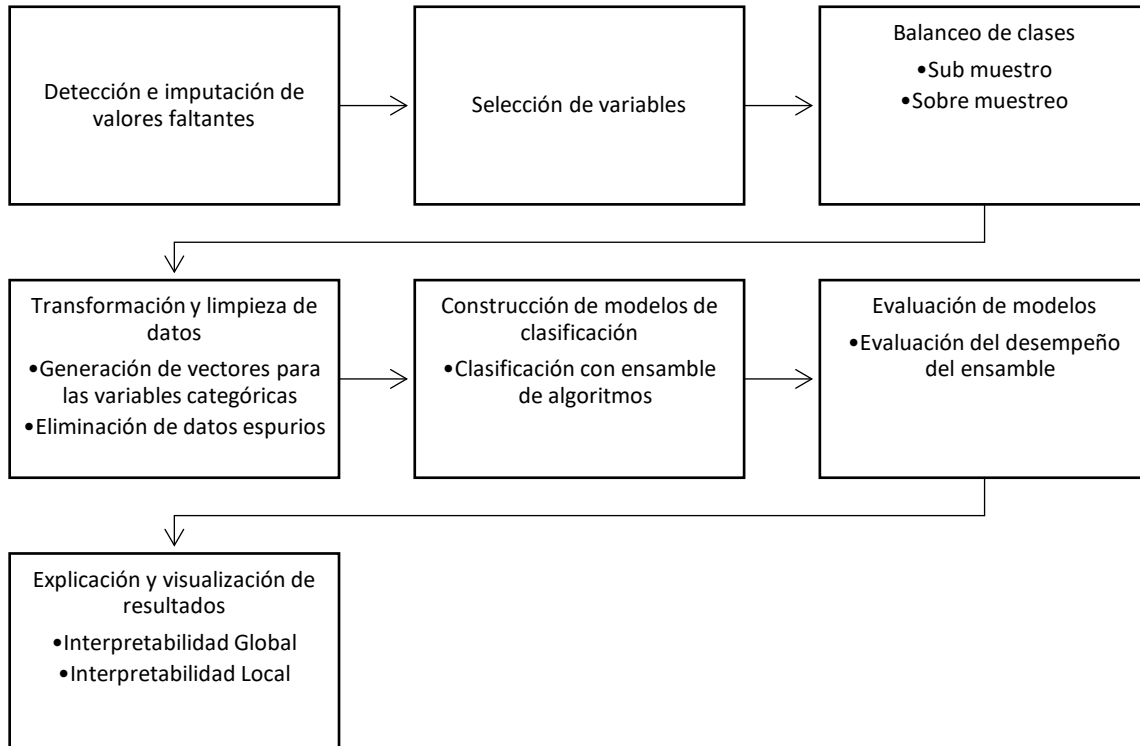 Detección e imputación de
valores faltantes
Selección de variables
Balanceo de clases
•Sub muestro
•Sobre muestreo
Transformación y limpieza de
datos
•Generación de vectores para
las variables categóricas
•Eliminación de datos espurios
Construcción de modelos de
clasificación
•Clasificación con ensamble
de algoritmos
Evaluación de modelos
•Evaluación del desempeño
del ensamble
Explicación y visualización de
resultados
•Interpretabilidad Global
•Interpretabilidad Local